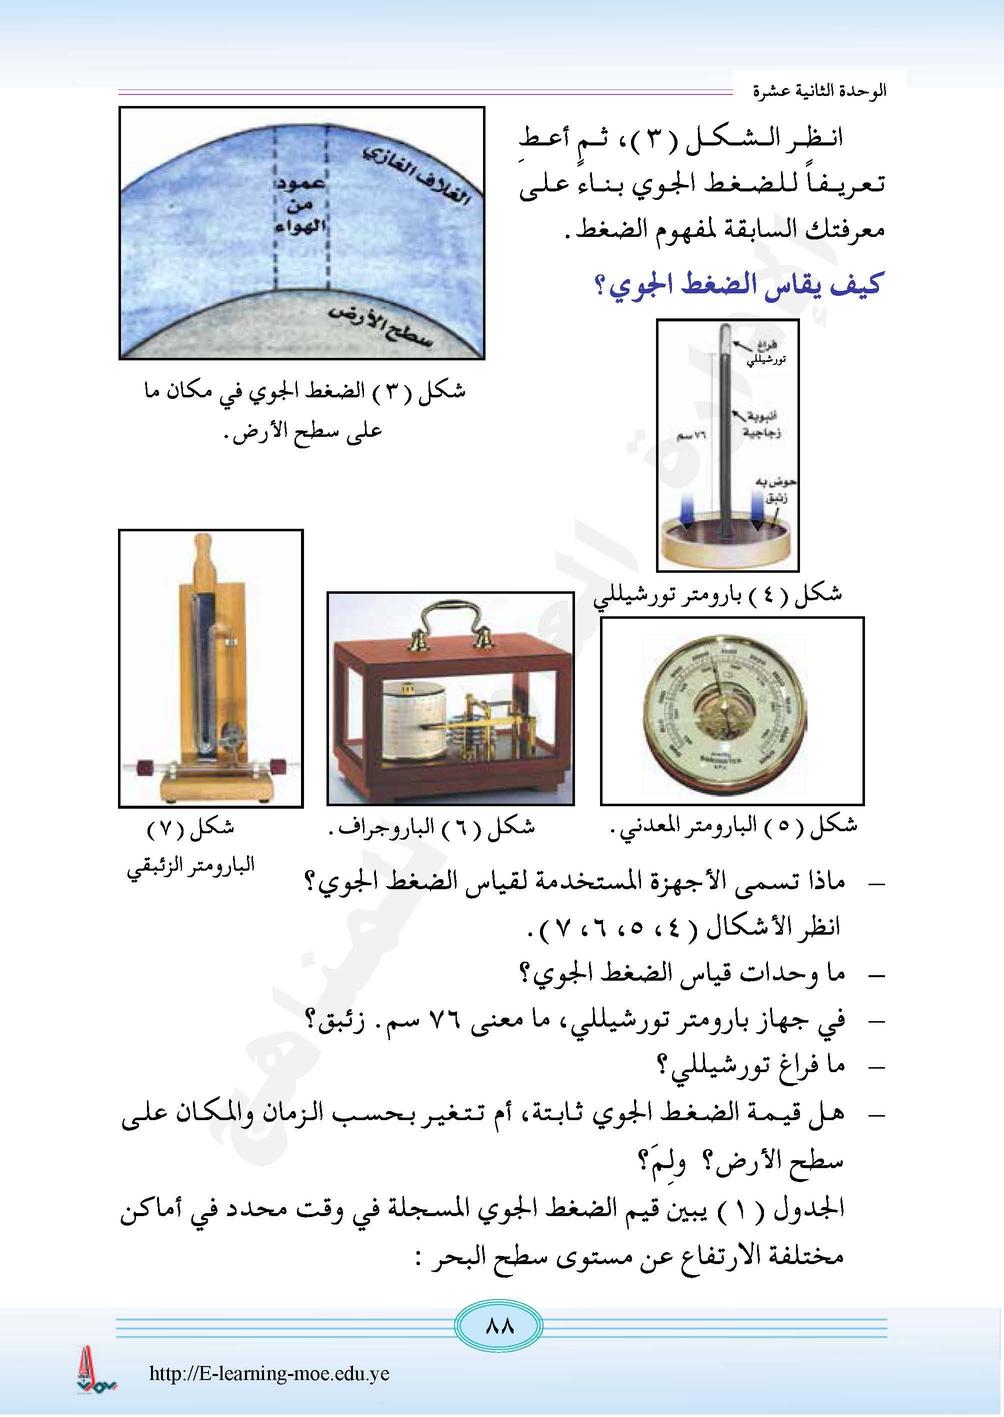 الوحدة الثانية عشرة
انظر الشكل (٣)، ثم أعطِ
تعريفاً للضغط الجوي بناء على
معرفتك السابقة لمفهوم الضغط.
كيف يقاس الضغط الجوي؟
الغلاف الغازي
عمود
من
الهواء
سطح الأرض
شكل (٣) الضغط الجوي في مكان ما
على سطح الأرض.
فراغ
تورشيللي
أنبوبة
زجاجية
٧٦ سم
حوض به
زئبق
شكل (٤) بارومتر تورشيللي
BAROMETER
شكل (٥) البارومتر المعدني.
شكل (٦) الباروجراف.
شكل (٧)
البارومتر الزئبقي
– ماذا تسمى الأجهزة المستخدمة لقياس الضغط الجوي؟
انظر الأشكال (٤، ٥، ٦، ٧).
– ما وحدات قياس الضغط الجوي؟
– في جهاز بارومتر تورشيللي، ما معنى ٧٦ سم. زئبق؟
– ما فراغ تورشيللي؟
– هل قيمة الضغط الجوي ثابتة، أم تتغير بحسب الزمان والمكان على
سطح الأرض؟ ولِمَ؟
الجدول (١) يبين قيم الضغط الجوي المسجلة في وقت محدد في أماكن
مختلفة الارتفاع عن مستوى سطح البحر :
٨٨
http://E-learning-moe.edu.ye